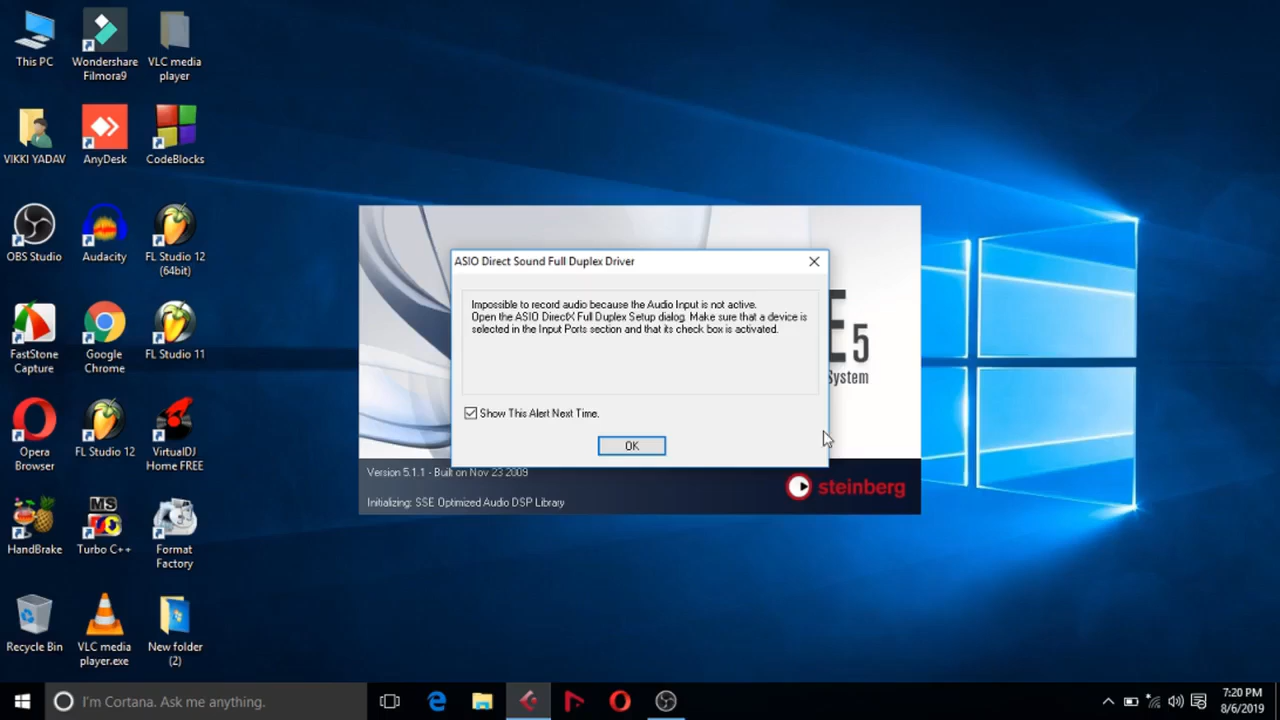 This PC
Wondershare
Filmora9
VLC media
player
VIKKI YADAV
AnyDesk
CodeBlocks
OBS Studio
Audacity
FL Studio 12
(64bit)
FastStone
Capture
Google
Chrome
FL Studio 11
Opera
Browser
FL Studio 12
VirtualDJ
Home FREE
HandBrake
MS
Turbo C++
Format
Factory
Recycle Bin
VLC media
player.exe
New folder
(2)
ASIO Direct Sound Full Duplex Driver
Impossible to record audio because the Audio Input is not active.
Open the ASIO DirectX Full Duplex Setup dialog. Make sure that a device is
selected in the Input Ports section and that its check box is activated.
Show This Alert Next Time.
OK
E5
System
Version 5.1.1 - Built on Nov 23 2009
Initializing: SSE Optimized Audio DSP Library
steinberg
I'm Cortana. Ask me anything.
7:20 PM
8/6/2019